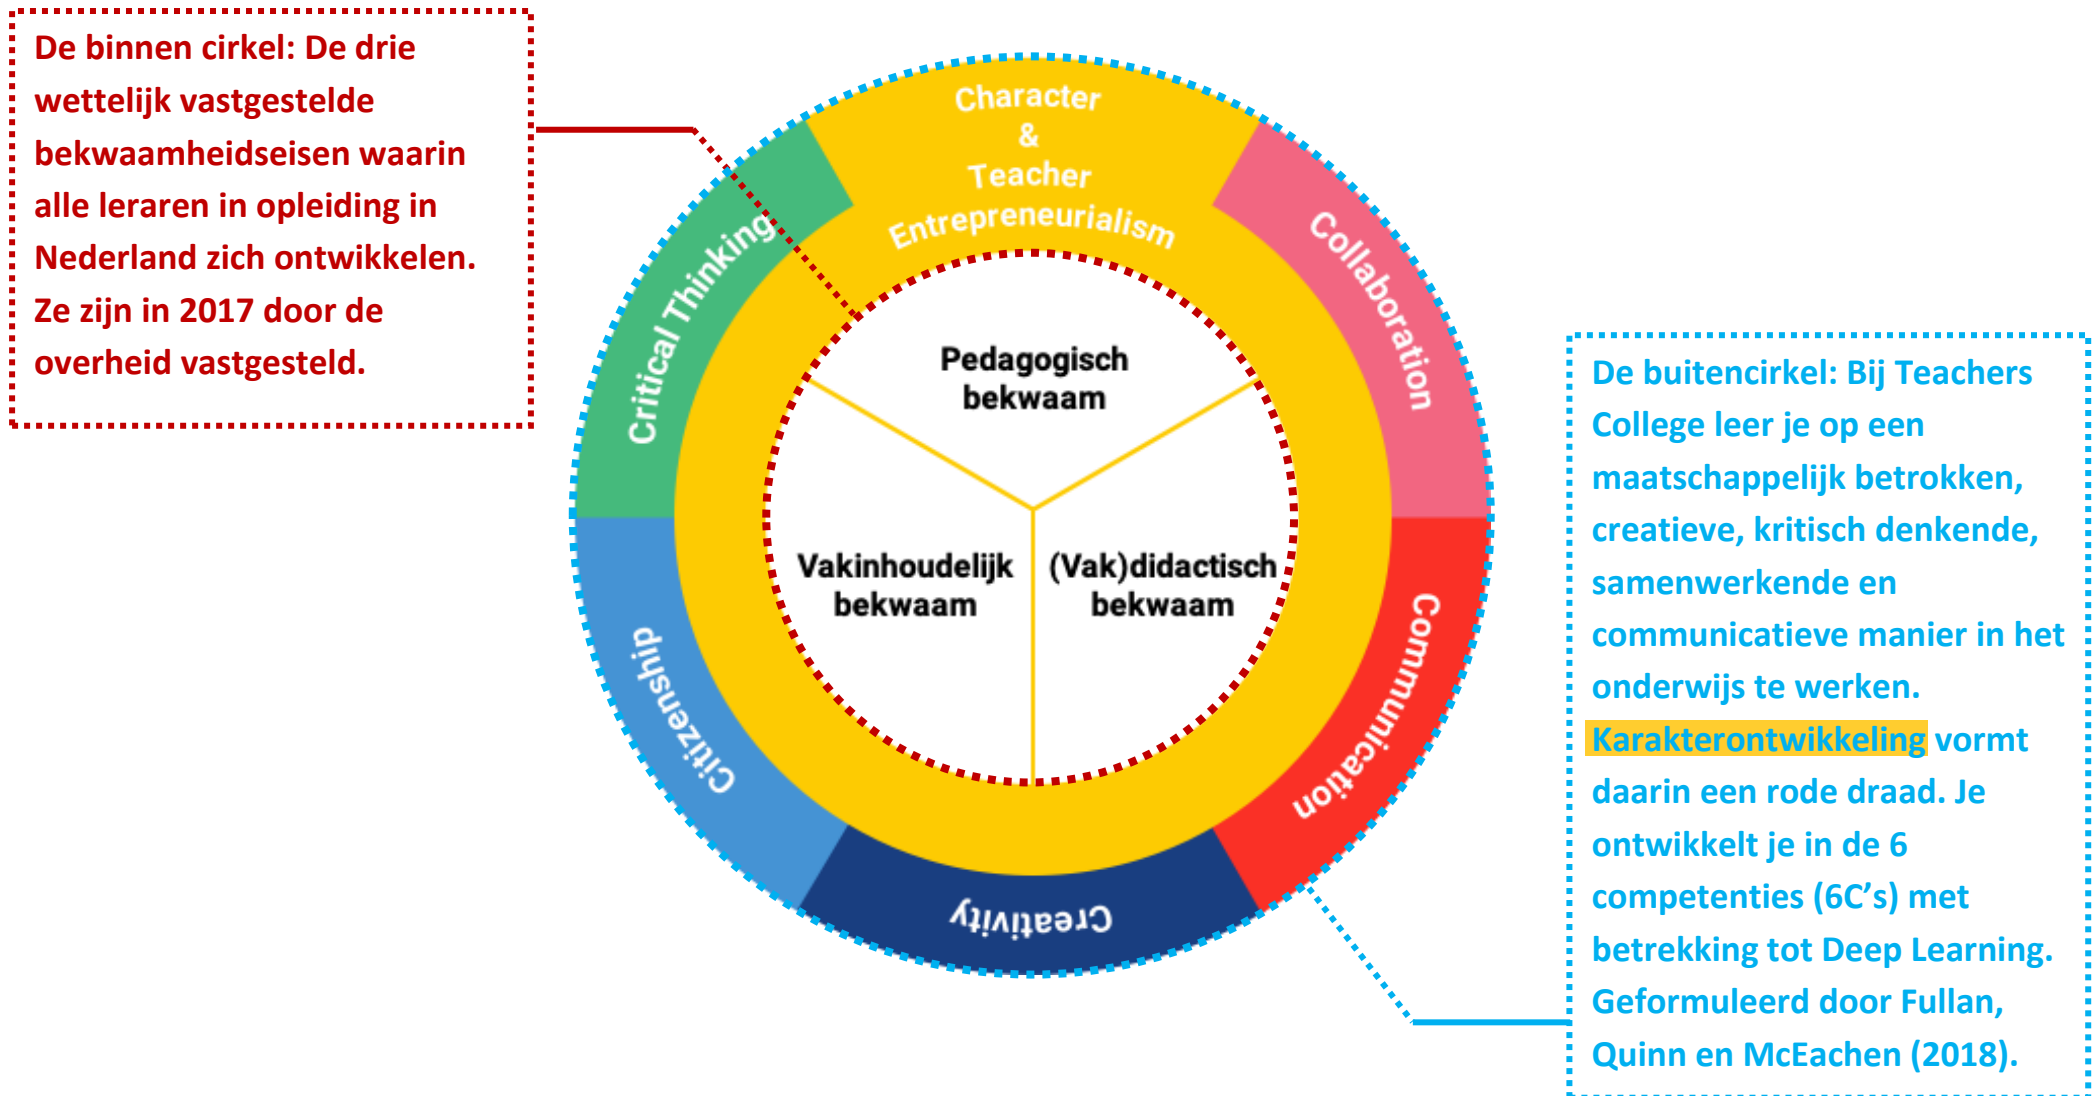 De binnen cirkel: De drie
wettelijk vastgestelde
bekwaamheidseisen waarin
alle leraren in opleiding in
Nederland zich ontwikkelen.
Ze zijn in 2017 door de
overheid vastgesteld.
Character
&
Teacher
Entrepreneurialism
Collaboration
Communication
Creativity
Citizenship
Critical Thinking
Pedagogisch
bekwaam
Vakinhoudelijk
bekwaam
(Vak)didactisch
bekwaam
De buitencirkel: Bij Teachers
College leer je op een
maatschappelijk betrokken,
creatieve, kritisch denkende,
samenwerkende en
communicatieve manier in het
onderwijs te werken.
Karakterontwikkeling vormt
daarin een rode draad. Je
ontwikkelt je in de 6
competenties (6C’s) met
betrekking tot Deep Learning.
Geformuleerd door Fullan,
Quinn en McEachen (2018).